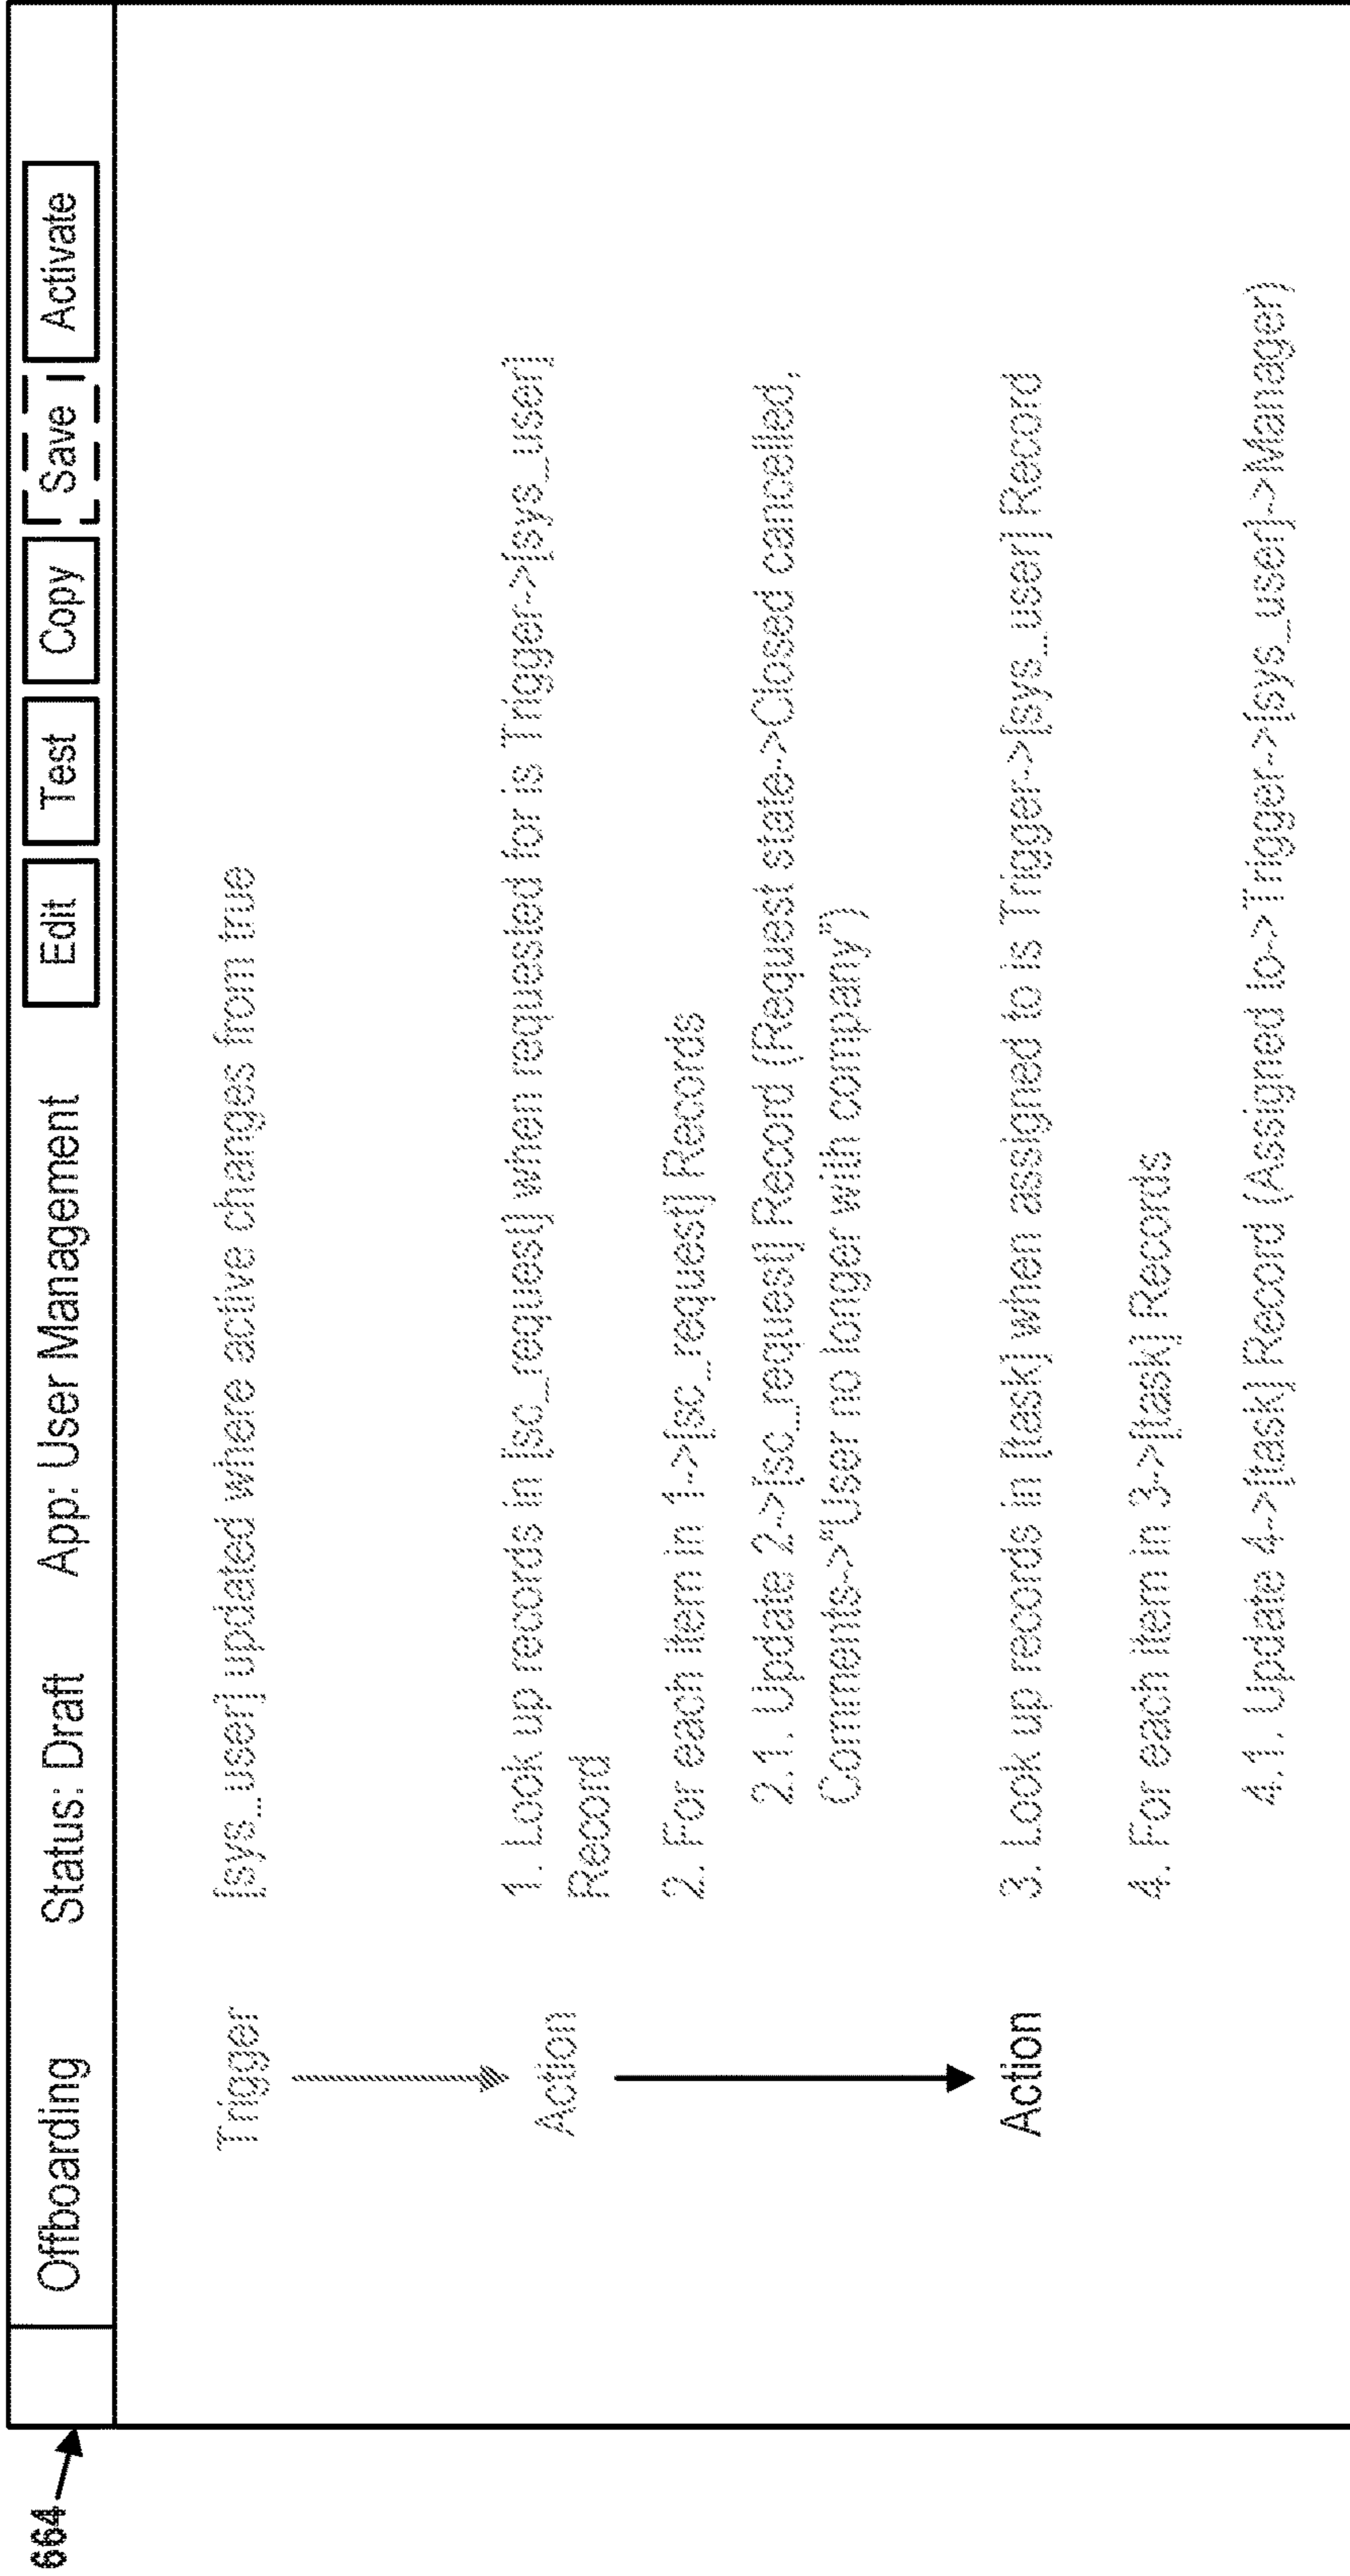 664
Offboarding Status: Draft App: User Management Edit Test Copy Save Activate
Trigger [sys_user] updated where active changes from true
Action 1. Look up records in [sc_request] when requested for is Trigger->[sys_user]
Record
2. For each item in 1->[sc_request] Records
2.1. Update 2->[sc_request] Record (Request state->Closed cancelled,
Comments->"User no longer with company")
Action 3. Look up records in [task] when assigned to is Trigger->[sys_user] Record
4. For each item in 3->[task] Records
4.1. Update 4->[task] Record (Assigned to->Trigger->[sys_user]->Manager)